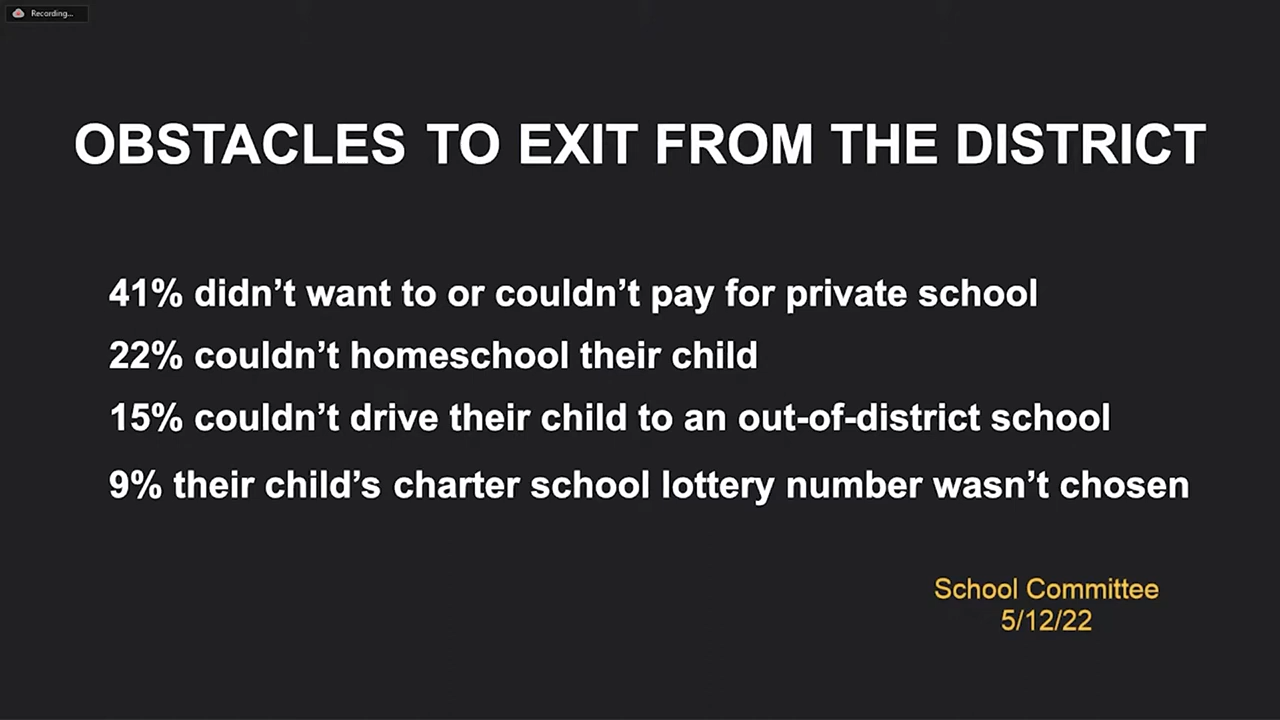 Recording...
OBSTACLES TO EXIT FROM THE DISTRICT
41% didn’t want to or couldn’t pay for private school
22% couldn’t homeschool their child
15% couldn’t drive their child to an out-of-district school
9% their child’s charter school lottery number wasn’t chosen
School Committee
5/12/22